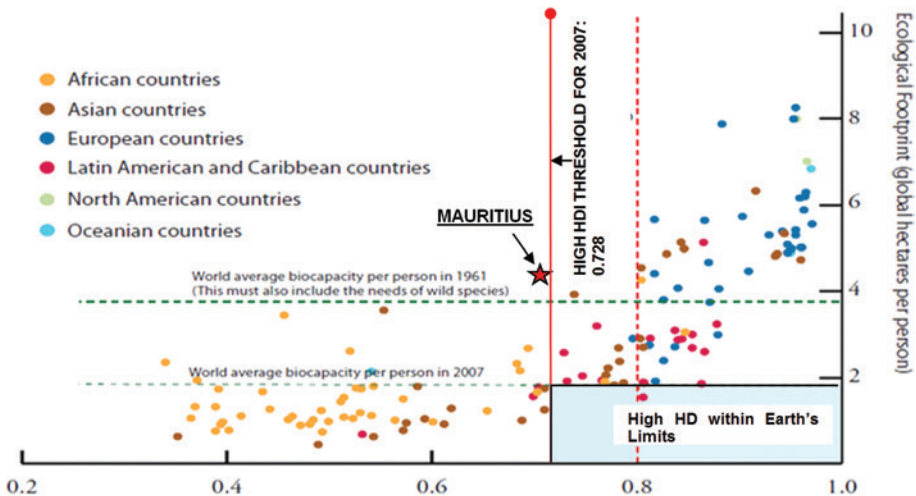 African countries
Asian countries
European countries
Latin American and Caribbean countries
North American countries
Oceanian countries
MAURITIUS
HIGH HDI THRESHOLD FOR 2007:
0.728
World average biocapacity per person in 1961
(This must also include the needs of wild species)
World average biocapacity per person in 2007
High HD within Earth's
Limits
Ecological Footprint (global hectares per person)
10
8
6
4
2
0.2
0.4
0.6
0.8
1.0